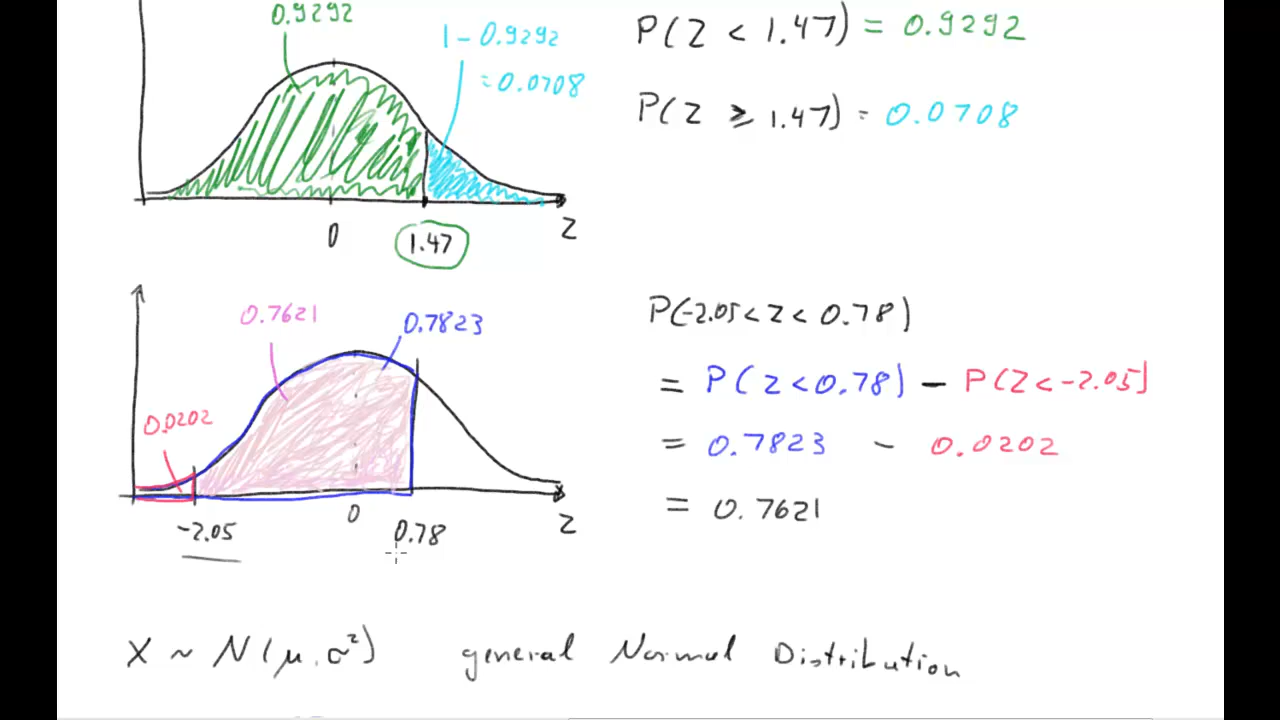 0.9292
1 - 0.9292
= 0.0708
P(Z < 1.47) = 0.9292
P(Z ≥ 1.47) = 0.0708
0
1.47
Z
0.7621
0.7823
0.0202
-2.05
0
0.78
Z
P(-2.05 < Z < 0.78)
= P(Z < 0.78) - P(Z < -2.05)
= 0.7823 - 0.0202
= 0.7621
X ~ N(μ, σ²) general Normal Distribution